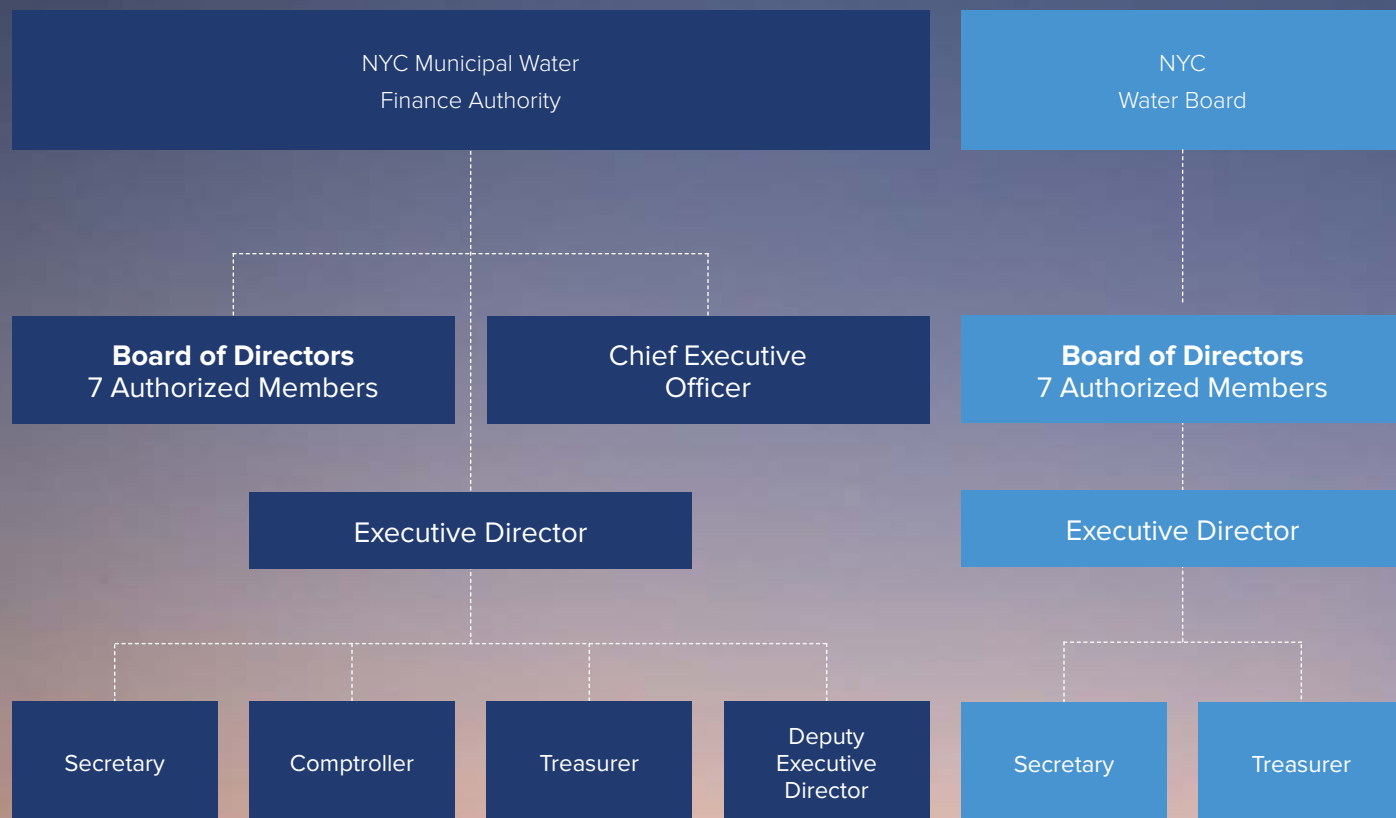 NYC Municipal Water
Finance Authority
NYC
Water Board
Board of Directors
7 Authorized Members
Chief Executive
Officer
Board of Directors
7 Authorized Members
Executive Director
Executive Director
Secretary
Comptroller
Treasurer
Deputy
Executive
Director
Secretary
Treasurer